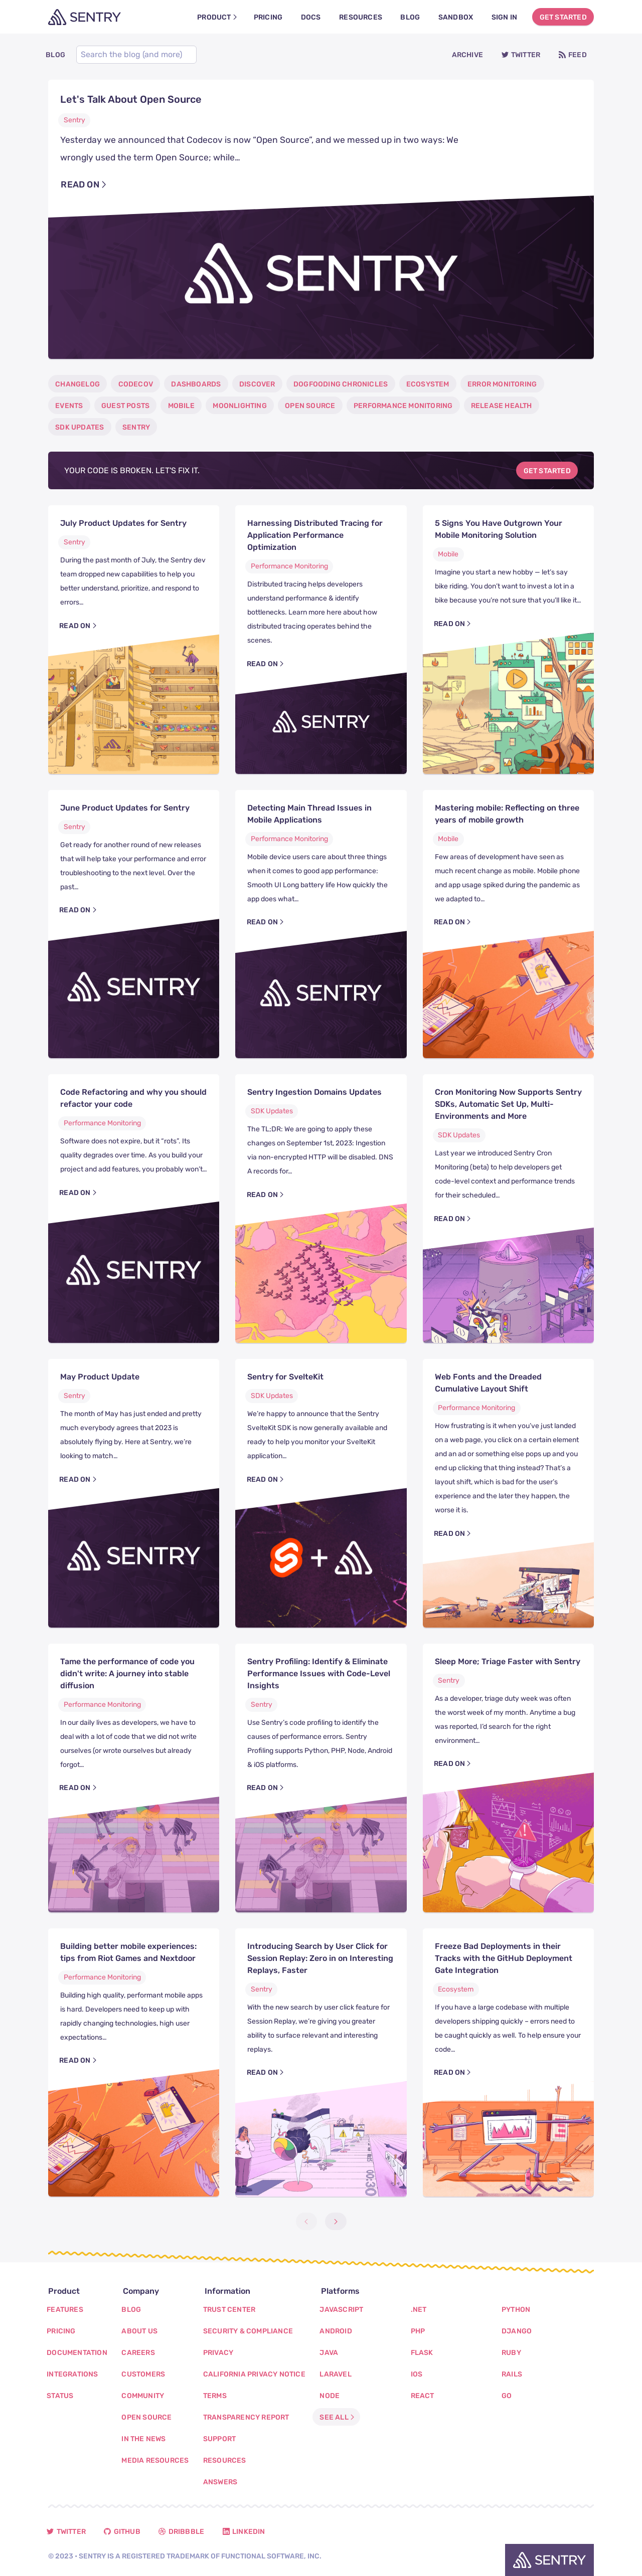 SENTRY
PRODUCT
PRICING
DOCS
RESOURCES
BLOG
SANDBOX
SIGN IN
GET STARTED
BLOG
Search the blog (and more)
ARCHIVE
TWITTER
FEED
Let's Talk About Open Source
Sentry
Yesterday we announced that Codecov is now “Open Source”, and we messed up in two ways: We
wrongly used the term Open Source; while…
READ ON
SENTRY
CHANGELOG
CODECOV
DASHBOARDS
DISCOVER
DOGFOODING CHRONICLES
ECOSYSTEM
ERROR MONITORING
EVENTS
GUEST POSTS
MOBILE
MOONLIGHTING
OPEN SOURCE
PERFORMANCE MONITORING
RELEASE HEALTH
SDK UPDATES
SENTRY
YOUR CODE IS BROKEN. LET'S FIX IT.
GET STARTED
July Product Updates for Sentry
Sentry
During the past month of July, the Sentry dev
team dropped new capabilities to help you
better understand, prioritize, and respond to
errors…
READ ON
Harnessing Distributed Tracing for
Application Performance
Optimization
Performance Monitoring
Distributed tracing helps developers
understand performance & identify
bottlenecks. Learn more here about how
distributed tracing operates behind the
scenes.
READ ON
SENTRY
5 Signs You Have Outgrown Your
Mobile Monitoring Solution
Mobile
Imagine you start a new hobby — let’s say
bike riding. You don’t want to invest a lot in a
bike because you’re not sure that you’ll like it…
READ ON
June Product Updates for Sentry
Sentry
Get ready for another round of new releases
that will help take your performance and error
troubleshooting to the next level. Over the
past…
READ ON
SENTRY
Detecting Main Thread Issues in
Mobile Applications
Performance Monitoring
Mobile device users care about three things
when it comes to good app performance:
Smooth UI Long battery life How quickly the
app does what…
READ ON
SENTRY
Mastering mobile: Reflecting on three
years of mobile growth
Mobile
Few areas of development have seen as
much recent change as mobile. Mobile phone
and app usage spiked during the pandemic as
we adapted to…
READ ON
Code Refactoring and why you should
refactor your code
Performance Monitoring
Software does not expire, but it “rots”. Its
quality degrades over time. As you build your
project and add features, you probably won’t…
READ ON
SENTRY
Sentry Ingestion Domains Updates
SDK Updates
The TL;DR: We are going to apply these
changes on September 1st, 2023: Ingestion
via non-encrypted HTTP will be disabled. DNS
A records for…
READ ON
Cron Monitoring Now Supports Sentry
SDKs, Automatic Set Up, Multi-
Environments and More
SDK Updates
Last year we introduced Sentry Cron
Monitoring (beta) to help developers get
code-level context and performance trends
for their scheduled…
READ ON
May Product Update
Sentry
The month of May has just ended and pretty
much everybody agrees that 2023 is
absolutely flying by. Here at Sentry, we’re
looking to match…
READ ON
SENTRY
Sentry for SvelteKit
SDK Updates
We’re happy to announce that the Sentry
SvelteKit SDK is now generally available and
ready to help you monitor your SvelteKit
application…
READ ON
+
Web Fonts and the Dreaded
Cumulative Layout Shift
Performance Monitoring
How frustrating is it when you've just landed
on a web page, you click on a certain element
and an ad or something else pops up and you
end up clicking that thing instead? That’s a
layout shift, which is bad for the user’s
experience and the later they happen, the
worse it is.
READ ON
Tame the performance of code you
didn't write: A journey into stable
diffusion
Performance Monitoring
In our daily lives as developers, we have to
deal with a lot of code that we did not write
ourselves (or wrote ourselves but already
forgot…
READ ON
Sentry Profiling: Identify & Eliminate
Performance Issues with Code-Level
Insights
Sentry
Use Sentry’s code profiling to identify the
causes of performance errors. Sentry
Profiling supports Python, PHP, Node, Android
& iOS platforms.
READ ON
Sleep More; Triage Faster with Sentry
Sentry
As a developer, triage duty week was often
the worst week of my month. Anytime a bug
was reported, I’d search for the right
environment…
READ ON
Building better mobile experiences:
tips from Riot Games and Nextdoor
Performance Monitoring
Building high quality, performant mobile apps
is hard. Developers need to keep up with
rapidly changing technologies, high user
expectations…
READ ON
Introducing Search by User Click for
Session Replay: Zero in on Interesting
Replays, Faster
Sentry
With the new search by user click feature for
Session Replay, we’re giving you greater
ability to surface relevant and interesting
replays.
READ ON
Freeze Bad Deployments in their
Tracks with the GitHub Deployment
Gate Integration
Ecosystem
If you have a large codebase with multiple
developers shipping quickly – errors need to
be caught quickly as well. To help ensure your
code…
READ ON
Product
FEATURES
PRICING
DOCUMENTATION
INTEGRATIONS
STATUS
Company
BLOG
ABOUT US
CAREERS
CUSTOMERS
COMMUNITY
OPEN SOURCE
IN THE NEWS
MEDIA RESOURCES
Information
TRUST CENTER
SECURITY & COMPLIANCE
PRIVACY
CALIFORNIA PRIVACY NOTICE
TERMS
TRANSPARENCY REPORT
SUPPORT
RESOURCES
ANSWERS
Platforms
JAVASCRIPT
ANDROID
JAVA
LARAVEL
NODE
SEE ALL
.NET
PHP
FLASK
IOS
REACT
PYTHON
DJANGO
RUBY
RAILS
GO
TWITTER
GITHUB
DRIBBBLE
LINKEDIN
© 2023 • SENTRY IS A REGISTERED TRADEMARK OF FUNCTIONAL SOFTWARE, INC.
SENTRY